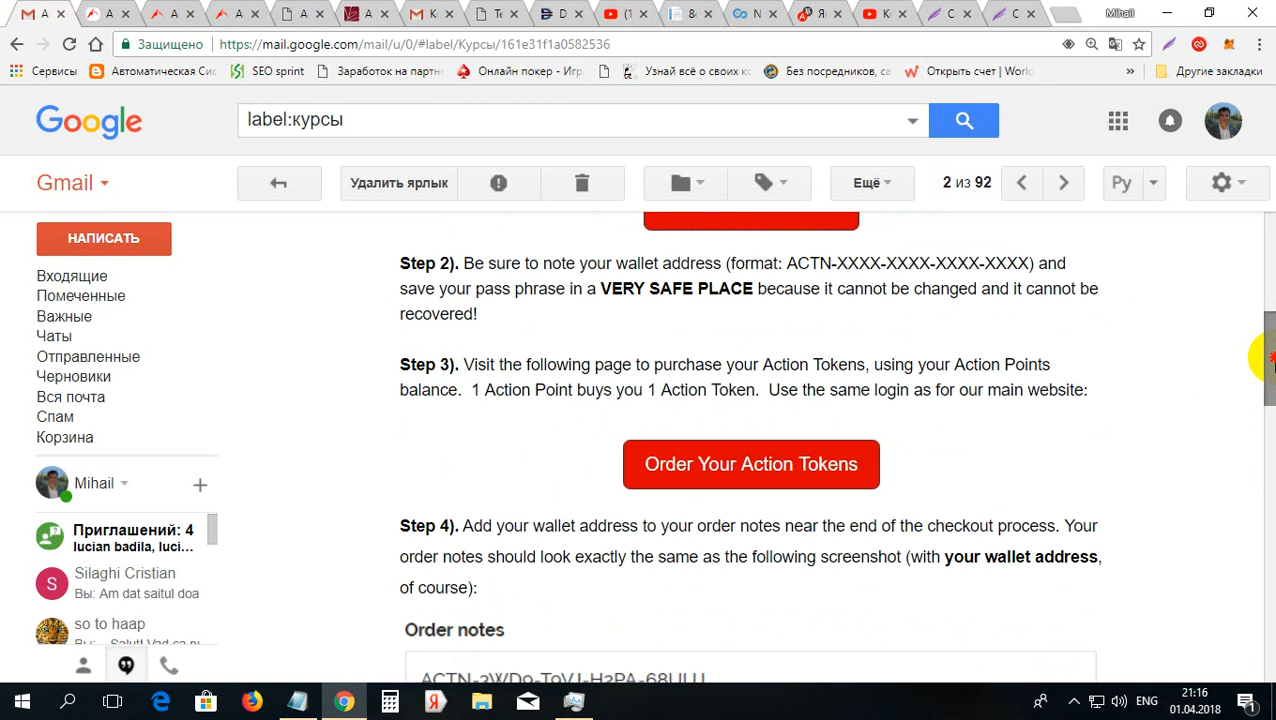 Mihail
Защищено
https://mail.google.com/mail/u/0/#label/Курсы/161e31f1a0582536
Сервисы
Автоматическая Сис
SEO sprint
Заработок на партне
Онлайн покер - Игр
Узнай всё о своих ко
Без посредников, са
Открыть счет | World
»
Другие закладки
Google
label:курсы
Gmail
Удалить ярлык
Ещё
2 из 92
Ру
НАПИСАТЬ
Входящие
Помеченные
Важные
Чаты
Отправленные
Черновики
Вся почта
Спам
Корзина
Mihail
Приглашений: 4
lucian badila, luci...
Silaghi Cristian
Вы: Am dat saitul doa
so to haap
Step 2). Be sure to note your wallet address (format: ACTN-XXXX-XXXX-XXXX-XXXX) and
save your pass phrase in a VERY SAFE PLACE because it cannot be changed and it cannot be
recovered!
Step 3). Visit the following page to purchase your Action Tokens, using your Action Points
balance. 1 Action Point buys you 1 Action Token. Use the same login as for our main website:
Order Your Action Tokens
Step 4). Add your wallet address to your order notes near the end of the checkout process. Your
order notes should look exactly the same as the following screenshot (with your wallet address,
of course):
Order notes
ENG
21:16
01.04.2018